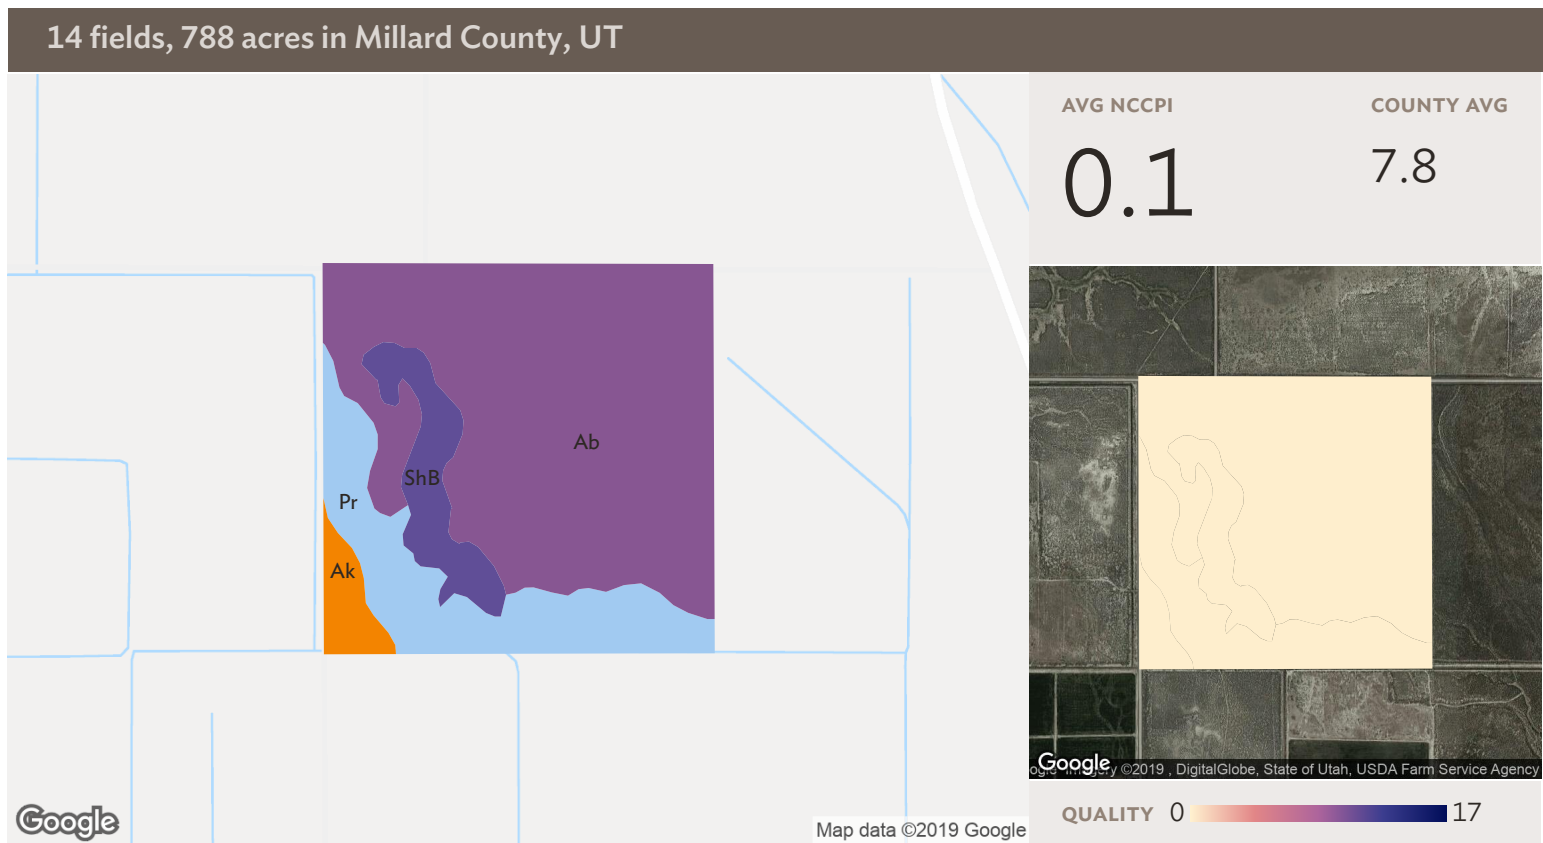 14 fields, 788 acres in Millard County, UT
AVG NCCPI
COUNTY AVG
0.1
7.8
Ab
ShB
Pr
Ak
Google
Map data ©2019 Google
Google
Imagery ©2019 , DigitalGlobe, State of Utah, USDA Farm Service Agency
QUALITY 0 17